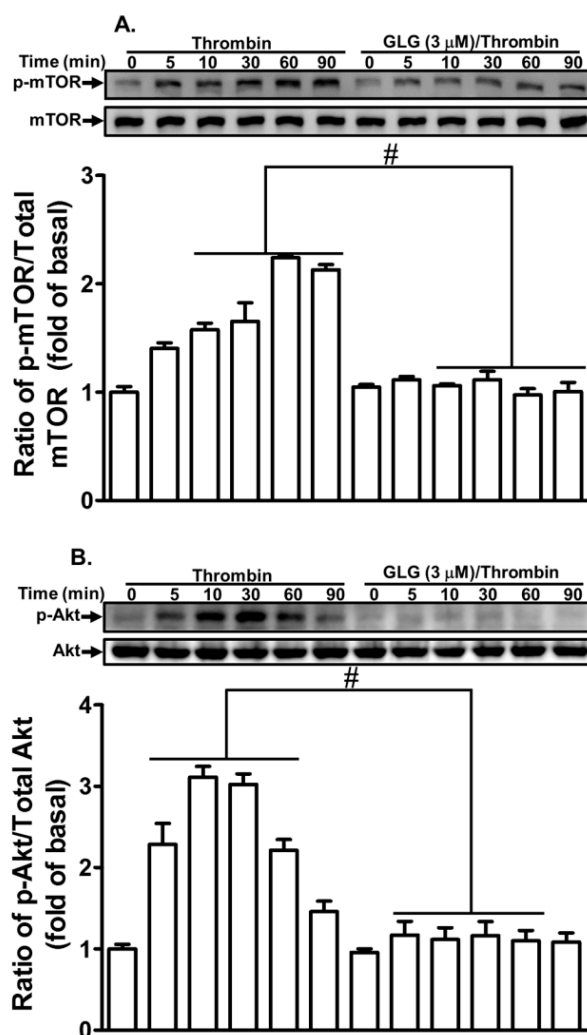 A.
Thrombin GLG (3 μM)/Thrombin
Time (min) 0 5 10 30 60 90 0 5 10 30 60 90
p-mTOR
mTOR
#
Ratio of p-mTOR/Total
mTOR (fold of basal)
3
2
1
0
B.
Thrombin GLG (3 μM)/Thrombin
Time (min) 0 5 10 30 60 90 0 5 10 30 60 90
p-Akt
Akt
#
Ratio of p-Akt/Total Akt
(fold of basal)
4
3
2
1
0